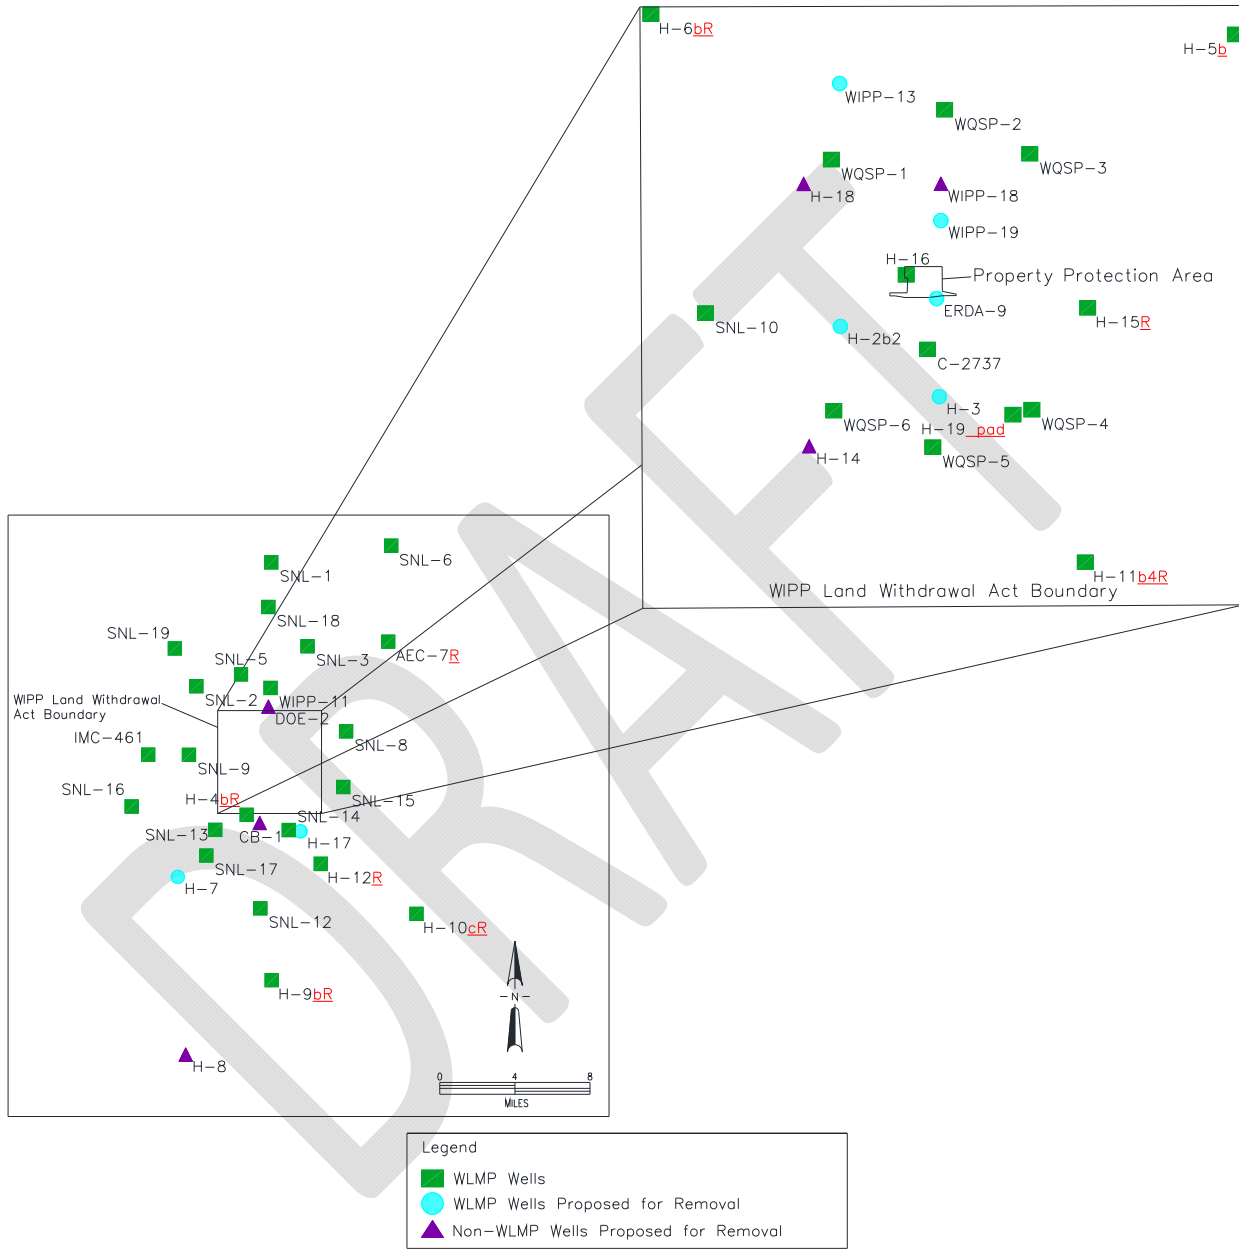 H-6bR
H-5b
WIPP-13
WQSP-2
WQSP-3
WQSP-1
H-18
WIPP-18
WIPP-19
H-16
Property Protection Area
ERDA-9
H-15R
SNL-10
H-2b2
C-2737
H-3
WQSP-6
H-19 pad
WQSP-4
H-14
WQSP-5
H-11b4R
WIPP Land Withdrawal Act Boundary
SNL-6
SNL-1
SNL-18
SNL-19
SNL-3
AEC-7R
SNL-5
SNL-2
WIPP-11
WIPP Land Withdrawal
Act Boundary
DOE-2
IMC-461
SNL-9
SNL-8
SNL-16
H-4bR
SNL-15
SNL-14
SNL-13
CB-1
H-17
SNL-17
H-12R
H-7
SNL-12
H-10cR
H-9bR
-N-
H-8
0 4 8
MILES
DRAFT
Legend
WLMP Wells
WLMP Wells Proposed for Removal
Non-WLMP Wells Proposed for Removal